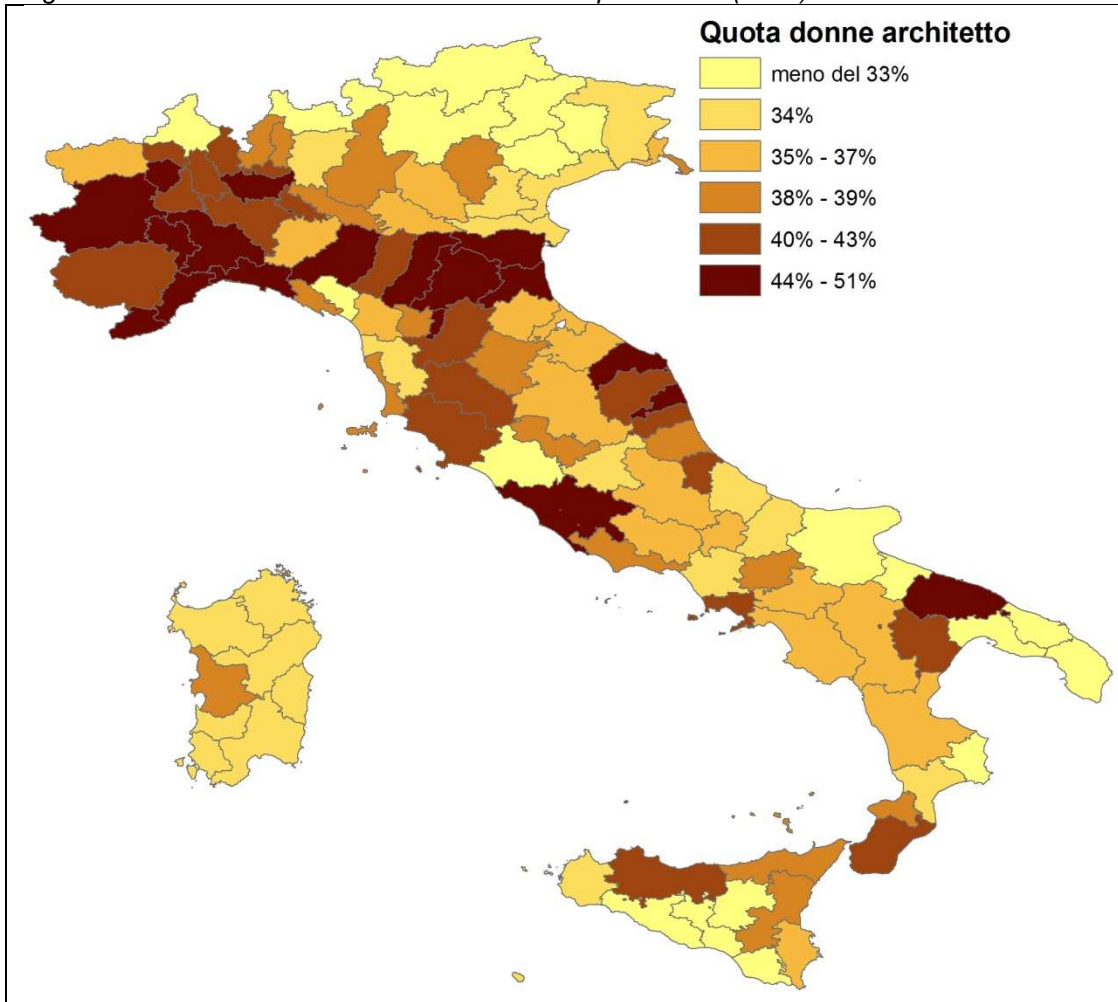 Quota donne architetto
meno del 33%
34%
35% - 37%
38% - 39%
40% - 43%
44% - 51%